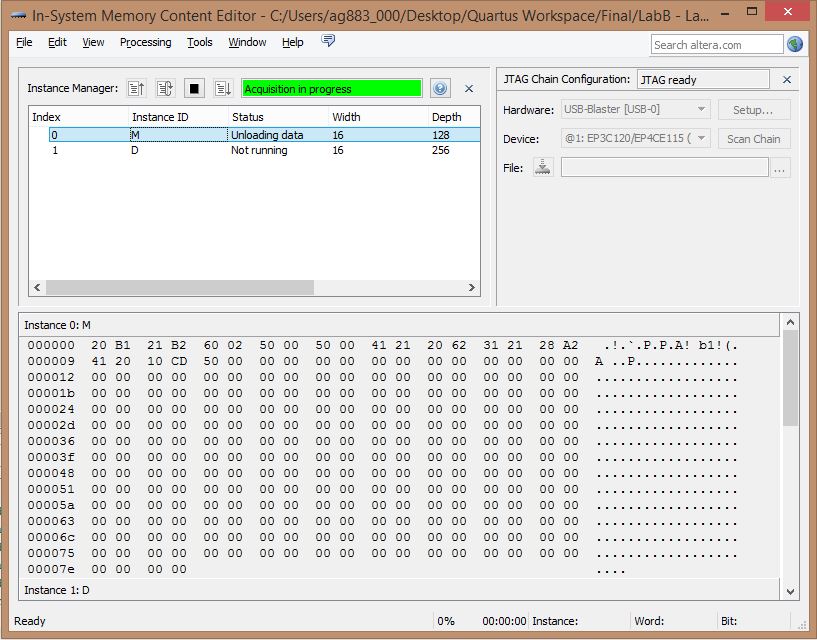 In-System Memory Content Editor - C:/Users/ag883_000/Desktop/Quartus Workspace/Final/LabB - La...
File Edit View Processing Tools Window Help
Search altera.com
Instance Manager: Acquisition in progress
JTAG Chain Configuration: JTAG ready
Index Instance ID Status Width Depth
0 M Unloading data 16 128
1 D Not running 16 256
Hardware: USB-Blaster [USB-0] Setup...
Device: @1: EP3C120/EP4CE115 ( Scan Chain
File: ...
Instance 0: M
000000 20 B1 21 B2 60 02 50 00 50 00 41 21 20 62 31 21 28 A2 .!.`.P.P.A! b1!(.
000009 41 20 10 CD 50 00 00 00 00 00 00 00 00 00 00 00 00 00 A ..P.............
000012 00 00 00 00 00 00 00 00 00 00 00 00 00 00 00 00 00 00 ..................
00001b 00 00 00 00 00 00 00 00 00 00 00 00 00 00 00 00 00 00 ..................
000024 00 00 00 00 00 00 00 00 00 00 00 00 00 00 00 00 00 00 ..................
00002d 00 00 00 00 00 00 00 00 00 00 00 00 00 00 00 00 00 00 ..................
000036 00 00 00 00 00 00 00 00 00 00 00 00 00 00 00 00 00 00 ..................
00003f 00 00 00 00 00 00 00 00 00 00 00 00 00 00 00 00 00 00 ..................
000048 00 00 00 00 00 00 00 00 00 00 00 00 00 00 00 00 00 00 ..................
000051 00 00 00 00 00 00 00 00 00 00 00 00 00 00 00 00 00 00 ..................
00005a 00 00 00 00 00 00 00 00 00 00 00 00 00 00 00 00 00 00 ..................
000063 00 00 00 00 00 00 00 00 00 00 00 00 00 00 00 00 00 00 ..................
00006c 00 00 00 00 00 00 00 00 00 00 00 00 00 00 00 00 00 00 ..................
000075 00 00 00 00 00 00 00 00 00 00 00 00 00 00 00 00 00 00 ..................
00007e 00 00 00 00 ....
Instance 1: D
Ready 0% 00:00:00 Instance: Word: Bit: